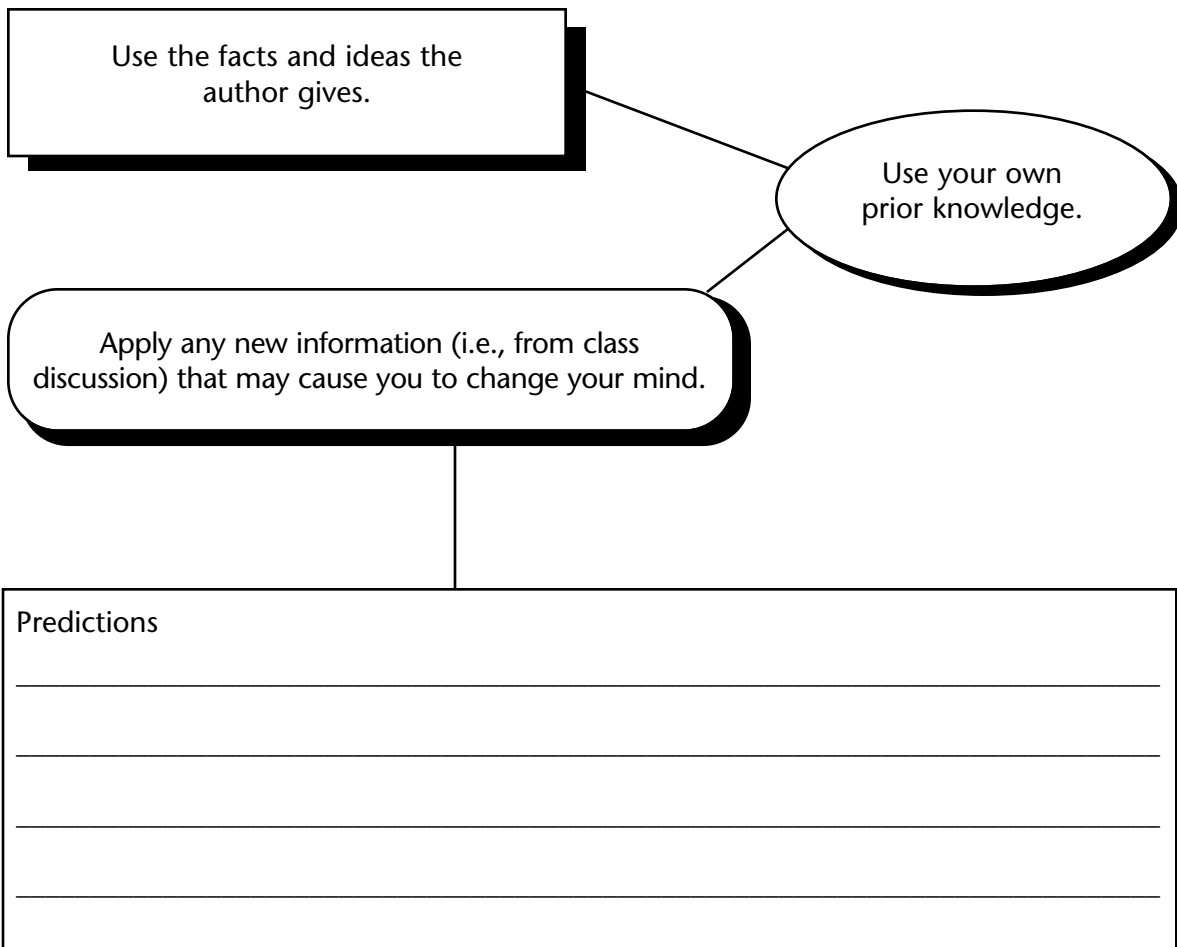 Use the facts and ideas the
author gives.
Use your own
prior knowledge.
Apply any new information (i.e., from class
discussion) that may cause you to change your mind.
Predictions